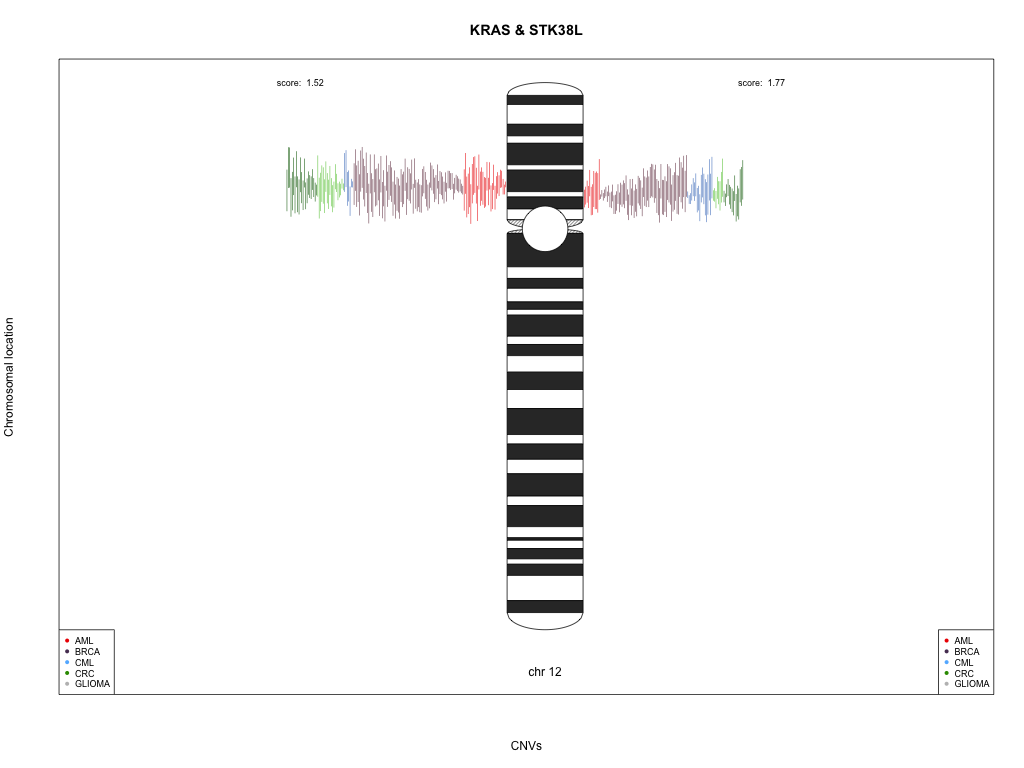 KRAS & STK38L
score: 1.52
score: 1.77
Chromosomal location
AML
BRCA
CML
CRC
GLIOMA
chr 12
AML
BRCA
CML
CRC
GLIOMA
CNVs